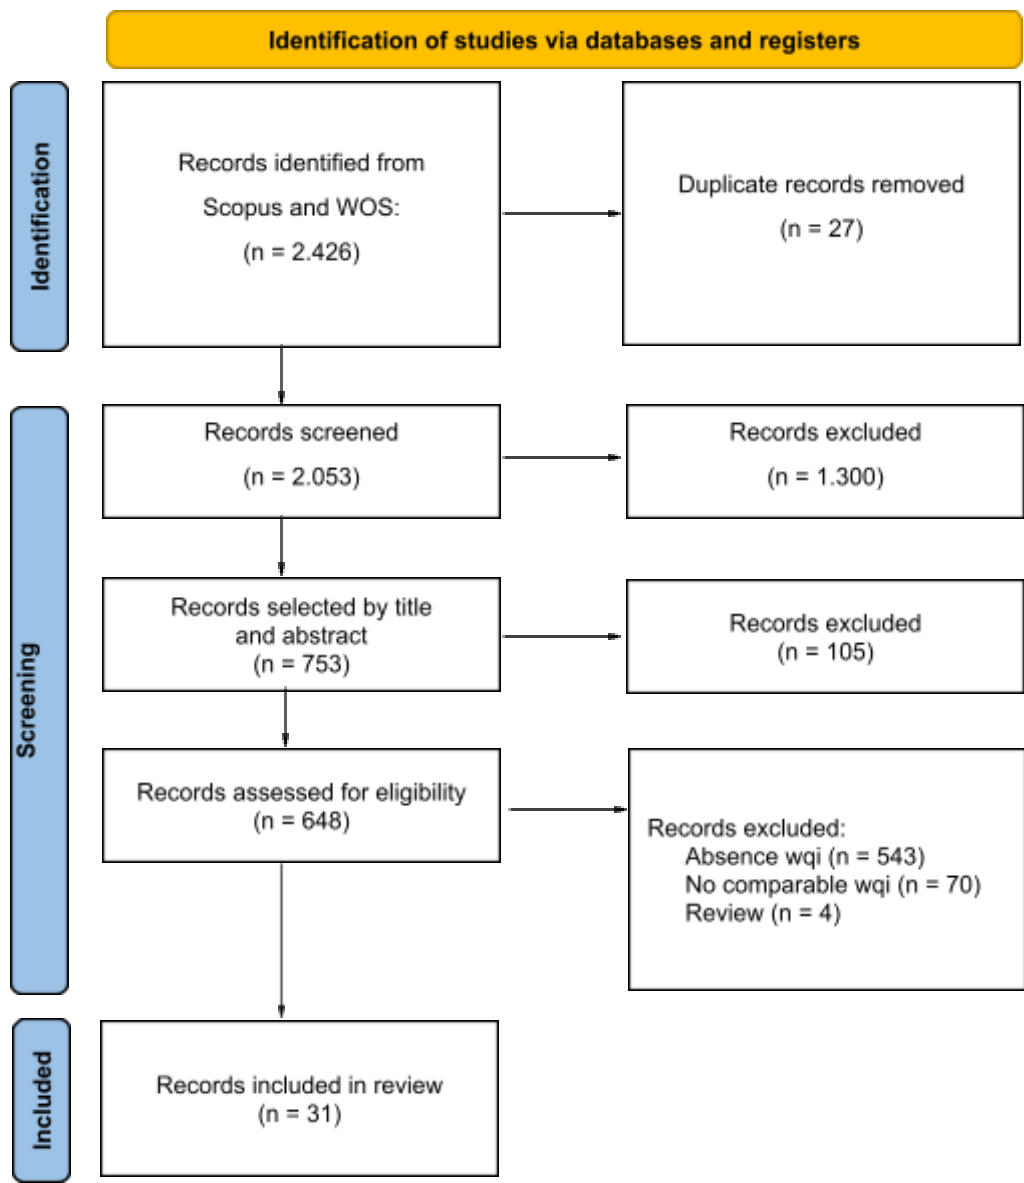 Identification of studies via databases and registers
Identification
Records identified from
Scopus and WOS:
(n = 2.426)
Duplicate records removed
(n = 27)
Screening
Records screened
(n = 2.053)
Records excluded
(n = 1.300)
Records selected by title
and abstract
(n = 753)
Records excluded
(n = 105)
Records assessed for eligibility
(n = 648)
Records excluded:
Absence wqi (n = 543)
No comparable wqi (n = 70)
Review (n = 4)
Included
Records included in review
(n = 31)